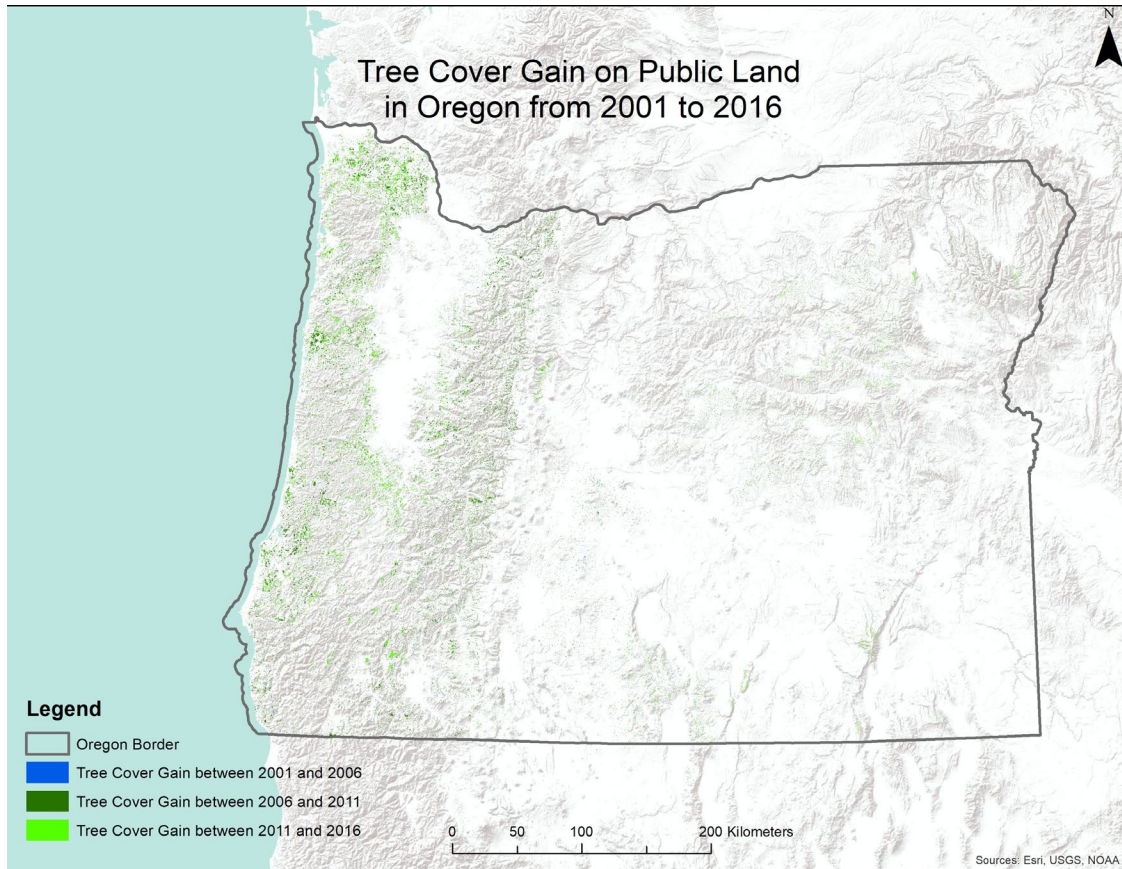 N
Tree Cover Gain on Public Land
in Oregon from 2001 to 2016
Legend
Oregon Border
Tree Cover Gain between 2001 and 2006
Tree Cover Gain between 2006 and 2011
Tree Cover Gain between 2011 and 2016
0 50 100 200 Kilometers
Sources: Esri, USGS, NOAA